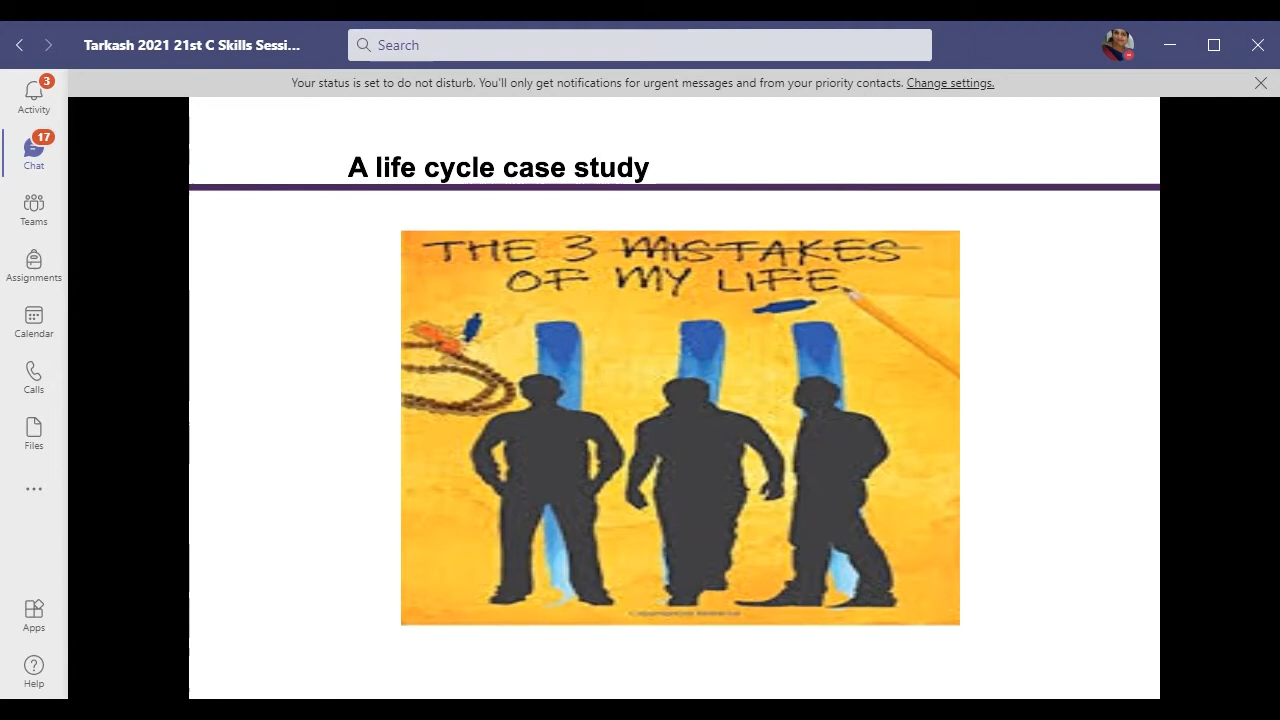 Tarkash 2021 21st C Skills Sessi...
Search
Your status is set to do not disturb. You'll only get notifications for urgent messages and from your priority contacts. Change settings.
3
Activity
17
Chat
Teams
Assignments
Calendar
Calls
Files
Apps
Help
A life cycle case study
THE 3 MISTAKES
OF MY LIFE